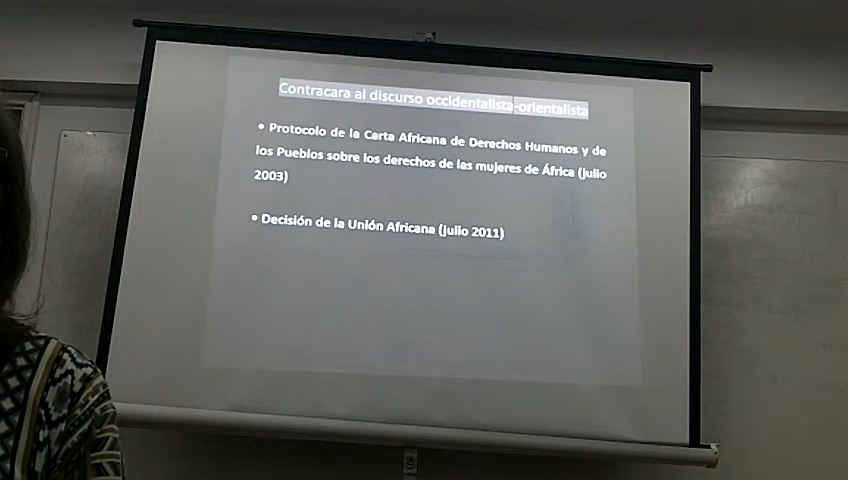 Contracara al discurso occidentalista-orientalista
• Protocolo de la Carta Africana de Derechos Humanos y de
los Pueblos sobre los derechos de las mujeres de África (julio
2003)
• Decisión de la Unión Africana (julio 2011)